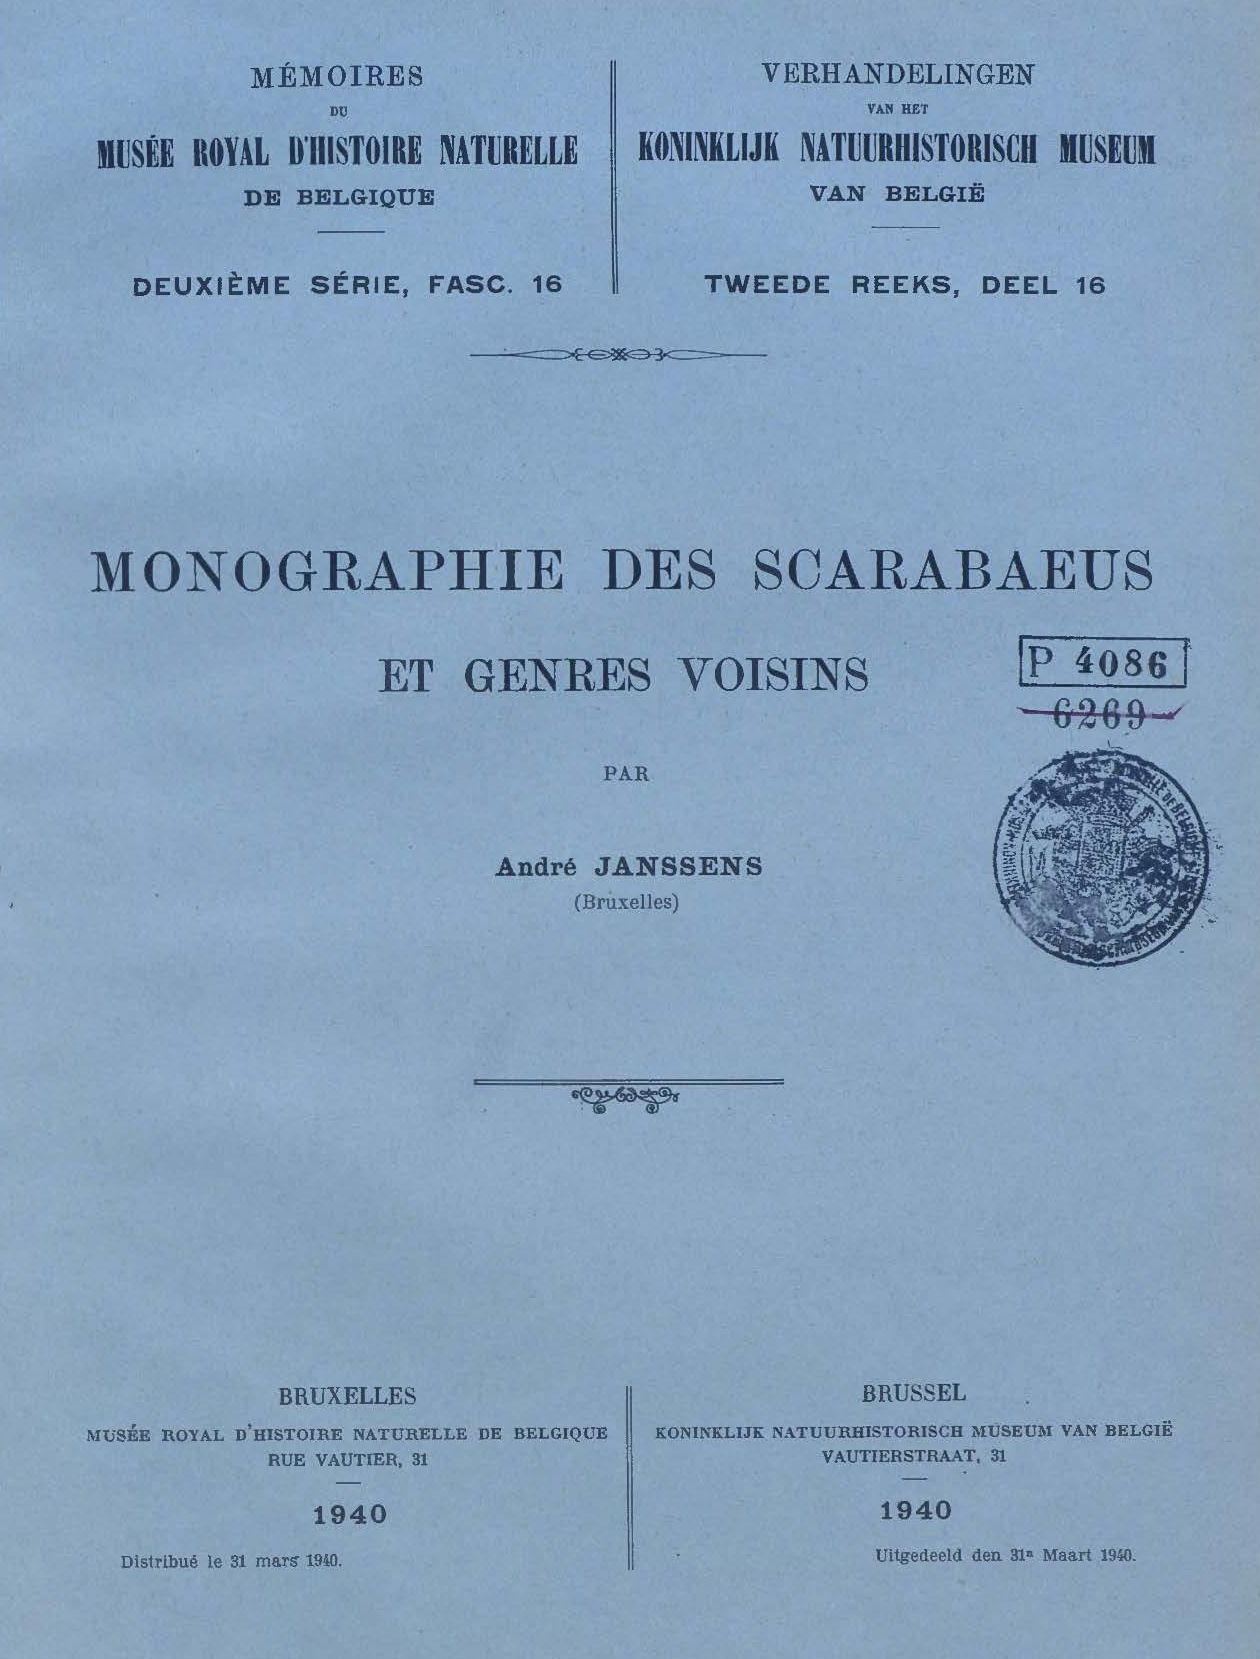 MÉMOIRES
DU
MUSÉE ROYAL D'HISTOIRE NATURELLE
DE BELGIQUE
DEUXIÈME SÉRIE, FASC. 16
VERHANDELINGEN
VAN HET
KONINKLIJK NATUURHISTORISCH MUSEUM
VAN BELGIË
TWEEDE REEKS, DEEL 16
MONOGRAPHIE DES SCARABAEUS
ET GENRES VOISINS
P 4086
6269
PAR
André JANSSENS
(Bruxelles)
BRUXELLES
MUSÉE ROYAL D'HISTOIRE NATURELLE DE BELGIQUE
RUE VAUTIER, 31
1940
Distribué le 31 mars 1940.
BRUSSEL
KONINKLIJK NATUURHISTORISCH MUSEUM VAN BELGIË
VAUTIERSTRAAT, 31
1940
Uitgedeeld den 31n Maart 1940.